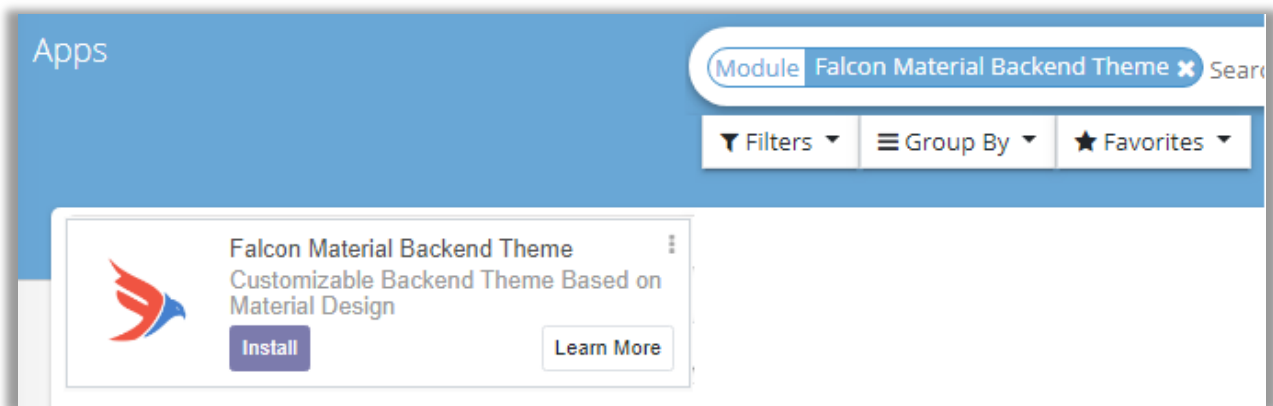 Apps
Module Falcon Material Backend Theme
Filters Group By Favorites
Falcon Material Backend Theme
Customizable Backend Theme Based on
Material Design
Install Learn More